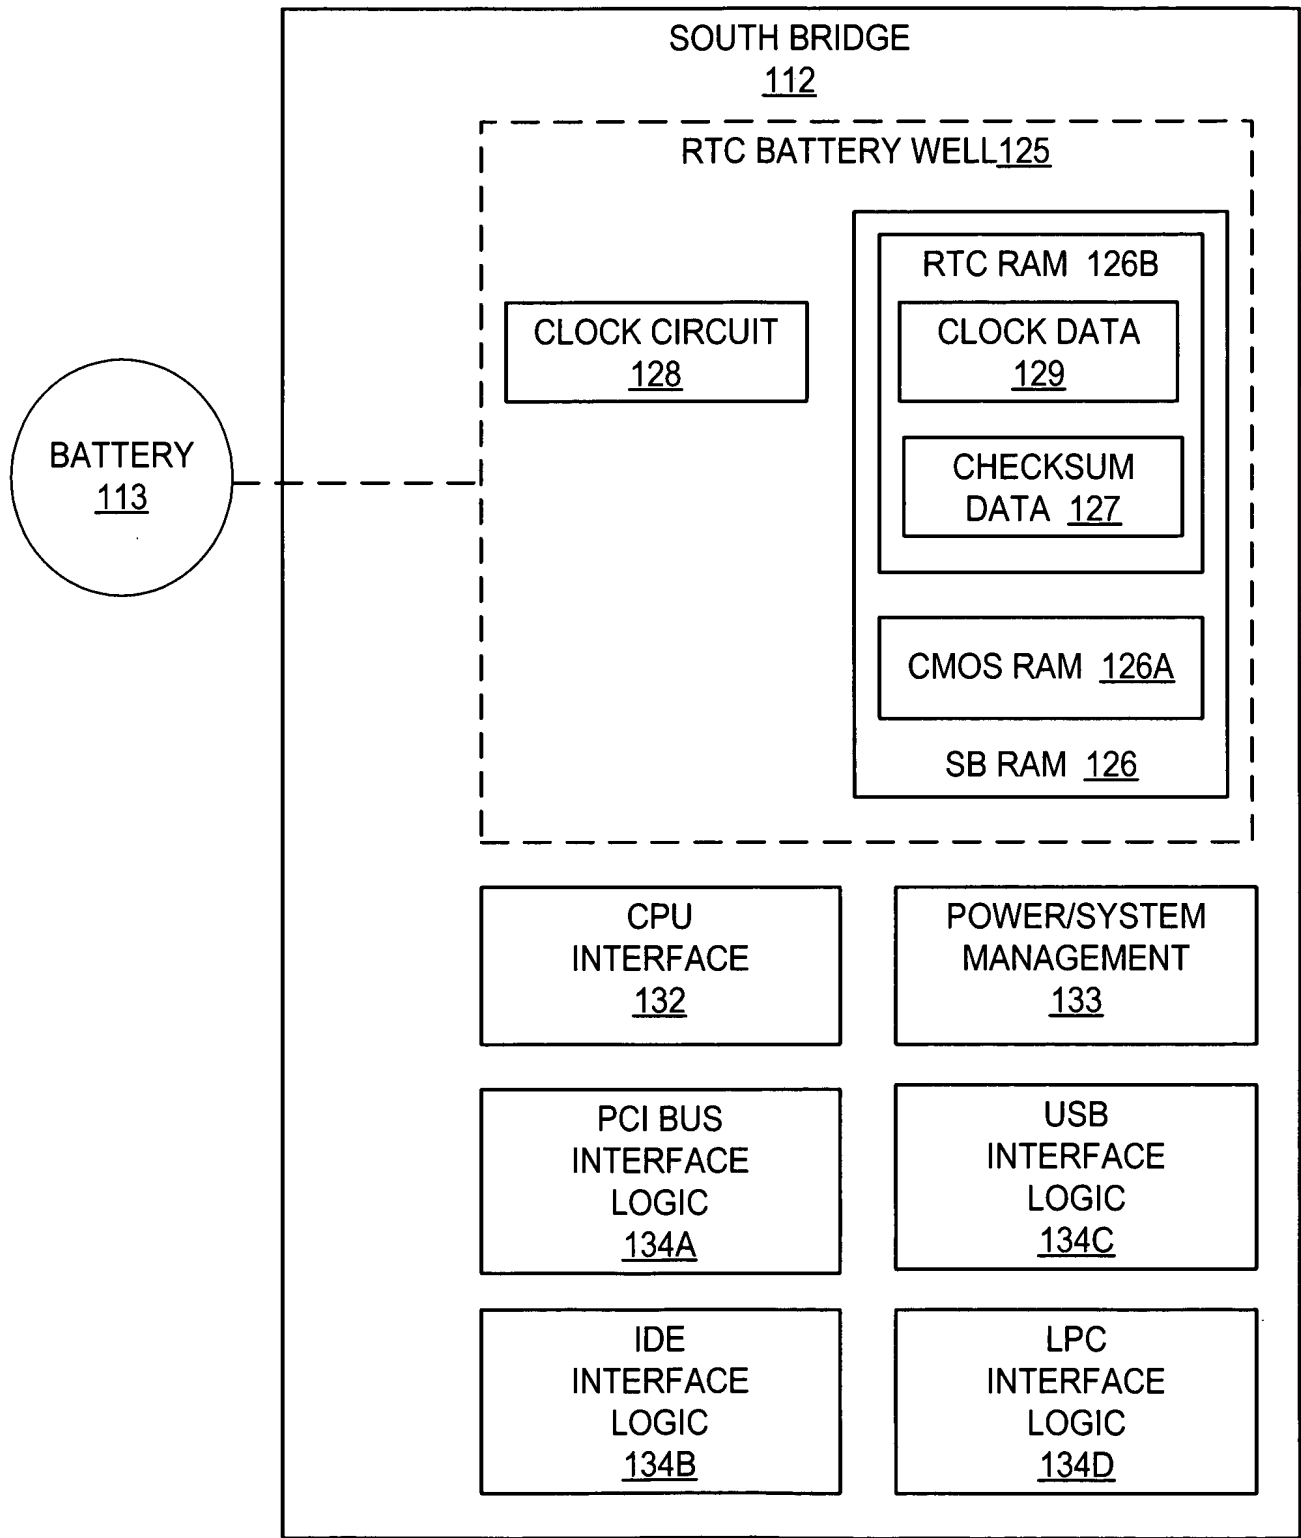 SOUTH BRIDGE
112
RTC BATTERY WELL125
RTC RAM 126B
CLOCK CIRCUIT
128
CLOCK DATA
129
BATTERY
113
CHECKSUM
DATA 127
CMOS RAM 126A
SB RAM 126
CPU
INTERFACE
132
POWER/SYSTEM
MANAGEMENT
133
PCI BUS
INTERFACE
LOGIC
134A
USB
INTERFACE
LOGIC
134C
IDE
INTERFACE
LOGIC
134B
LPC
INTERFACE
LOGIC
134D